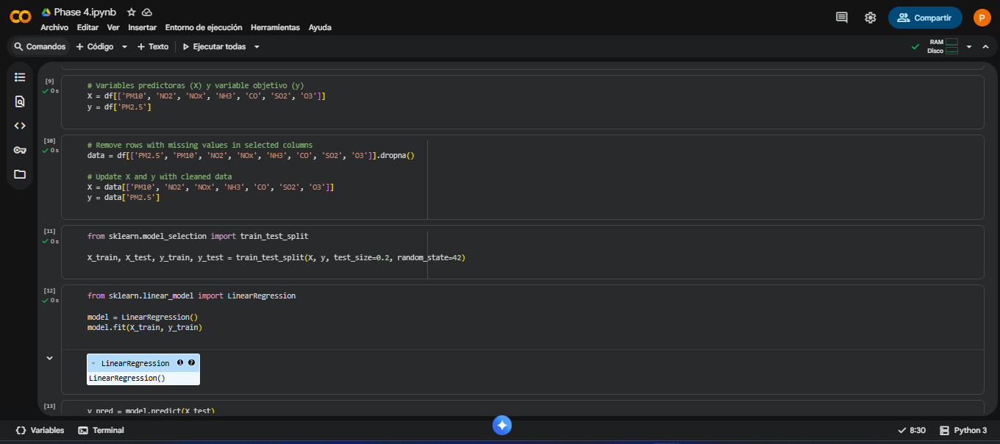 Phase 4.ipynb
Archivo Editar Ver Insertar Entorno de ejecución Herramientas Ayuda
Compartir
P
Comandos + Código + Texto Ejecutar todas
RAM
Disco
[9]
0 s
# Variables predictoras (X) y variable objetivo (y)
X = df[['PM10', 'NO2', 'NOx', 'NH3', 'CO', 'SO2', 'O3']]
y = df['PM2.5']
[10]
0 s
# Remove rows with missing values in selected columns
data = df[['PM2.5', 'PM10', 'NO2', 'NOx', 'NH3', 'CO', 'SO2', 'O3']].dropna()
# Update X and y with cleaned data
X = data[['PM10', 'NO2', 'NOx', 'NH3', 'CO', 'SO2', 'O3']]
y = data['PM2.5']
[11]
0 s
from sklearn.model_selection import train_test_split
X_train, X_test, y_train, y_test = train_test_split(X, y, test_size=0.2, random_state=42)
[12]
0 s
from sklearn.linear_model import LinearRegression
model = LinearRegression()
model.fit(X_train, y_train)
LinearRegression i ?
LinearRegression()
[13]
y_pred = model.predict(X_test)
Variables Terminal
8:30 Python 3